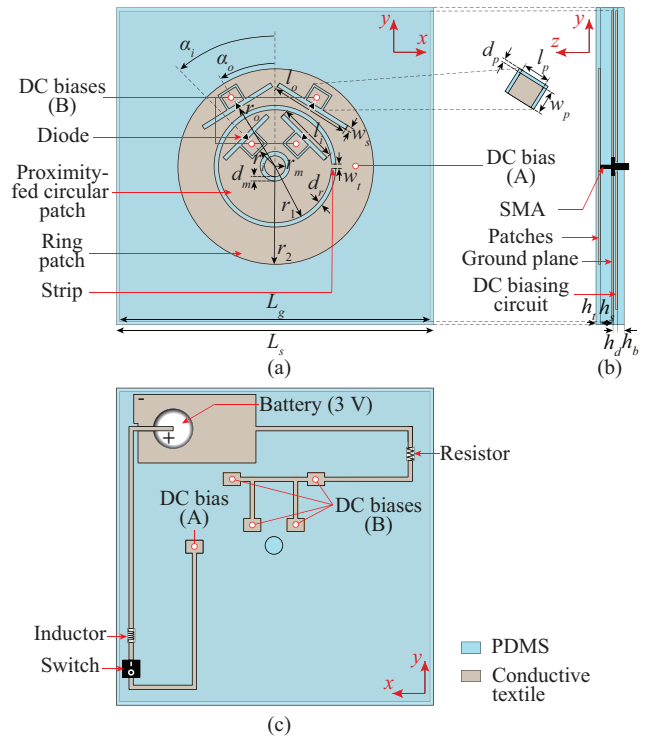 y
x
α_i
α_o
DC biases
(B)
Diode
Proximity-
fed circular
patch
Ring
patch
Strip
l_o
r_o
l_i
w_s
d_m
r_m
w_t
d_r
r_1
r_2
L_g
L_s
(a)
d_p
l_p
w_p
DC bias
(A)
y
z
SMA
Patches
Ground plane
DC biasing
circuit
h_t
h_d
h_b
(b)
-
Battery (3 V)
+
Resistor
DC bias
(A)
DC biases
(B)
Inductor
Switch
y
x
PDMS
Conductive
textile
(c)